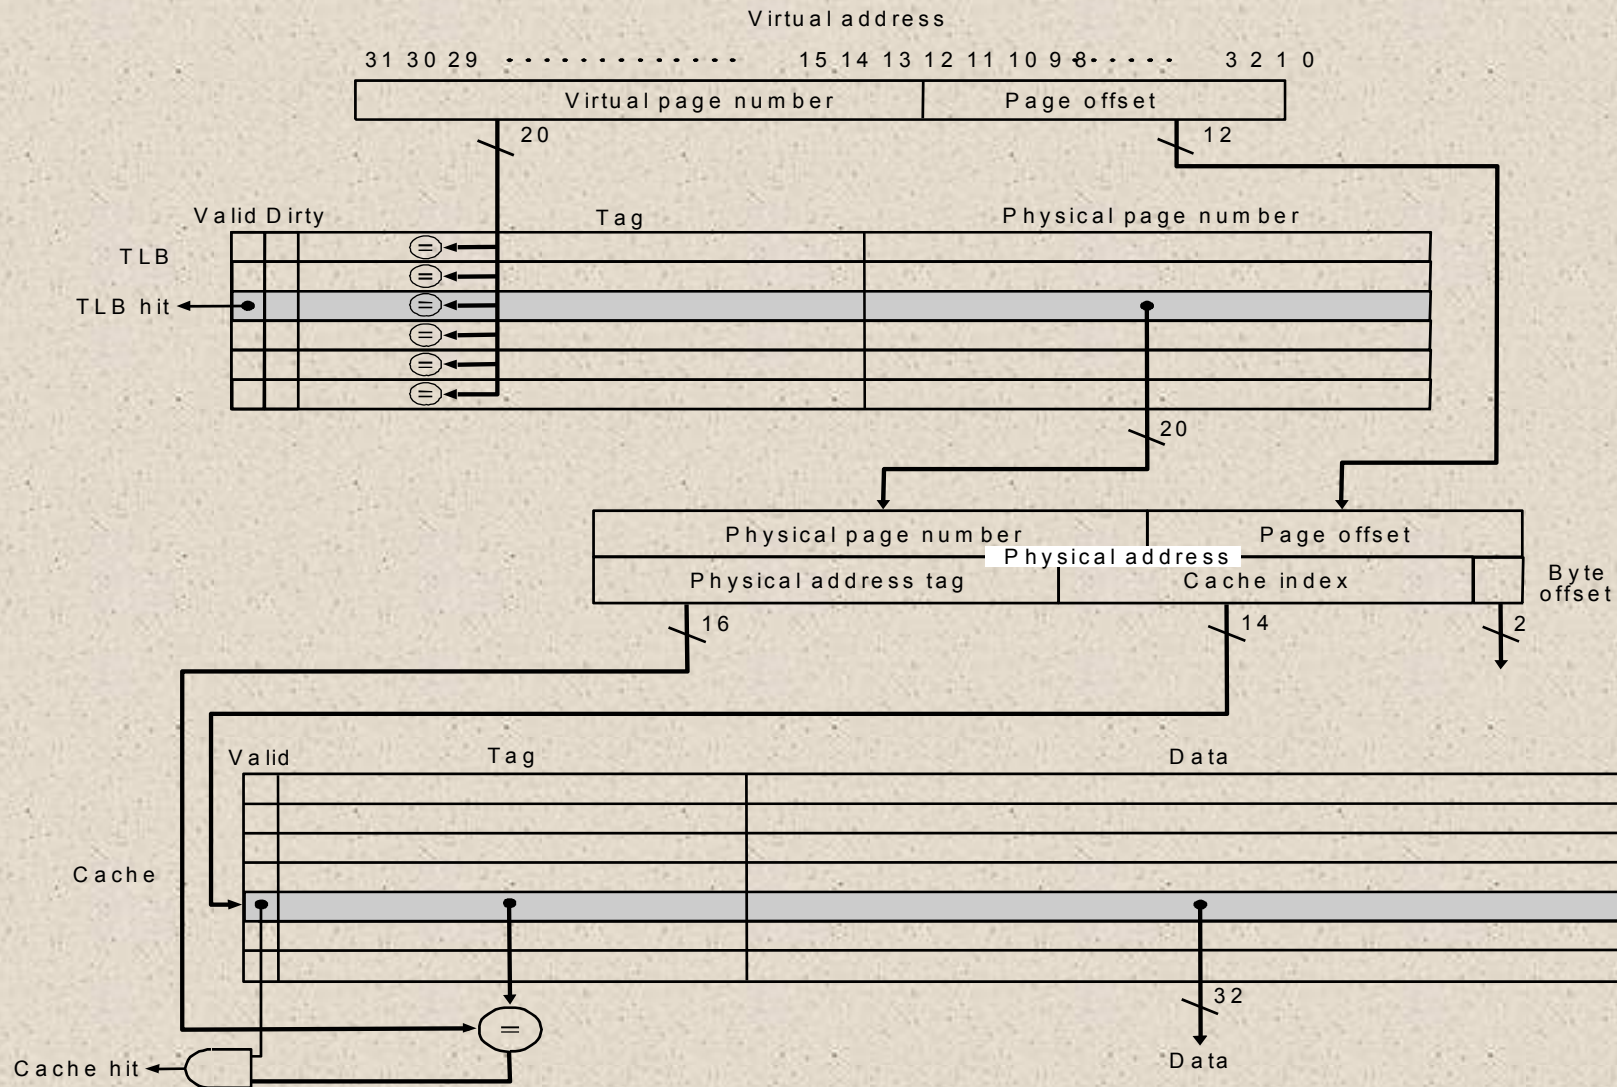 Virtual address
31 30 29 ············· 15 14 13 12 11 10 9 8 ······ 3 2 1 0
Virtual page number Page offset
20 12
Valid Dirty Tag Physical page number
TLB
=
=
TLB hit =
=
=
=
20
Physical page number Page offset
Physical address
Physical address tag Cache index Byte offset
16 14 2
Valid Tag Data
Cache
32
=
Cache hit Data